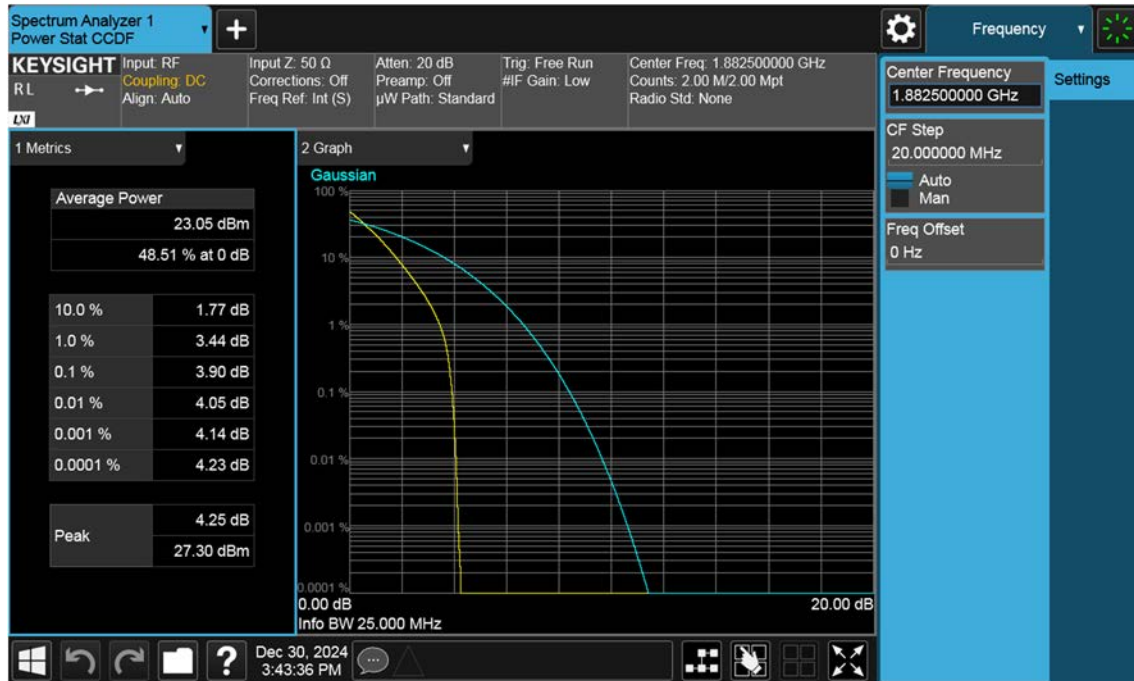 Spectrum Analyzer 1
Power Stat CCDF
+
Frequency
KEYSIGHT
RL
LXI
Input: RF
Coupling: DC
Align: Auto
Input Z: 50 Ω
Corrections: Off
Freq Ref: Int (S)
Atten: 20 dB
Preamp: Off
µW Path: Standard
Trig: Free Run
#IF Gain: Low
Center Freq: 1.882500000 GHz
Counts: 2.00 M/2.00 Mpt
Radio Std: None
Center Frequency
1.882500000 GHz
Settings
CF Step
20.000000 MHz
Auto
Man
Freq Offset
0 Hz
1 Metrics
Average Power
23.05 dBm
48.51 % at 0 dB
10.0 % 1.77 dB
1.0 % 3.44 dB
0.1 % 3.90 dB
0.01 % 4.05 dB
0.001 % 4.14 dB
0.0001 % 4.23 dB
Peak
4.25 dB
27.30 dBm
2 Graph
Gaussian
100 %
10 %
1 %
0.1 %
0.01 %
0.001 %
0.0001 %
0.00 dB 20.00 dB
Info BW 25.000 MHz
?
Dec 30, 2024
3:43:36 PM